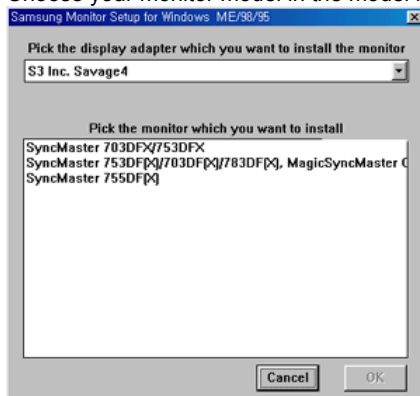 Choose your monitor model in the model
Samsung Monitor Setup for Windows ME/98/95
Pick the display adapter which you want to install the monitor
S3 Inc. Savage4
Pick the monitor which you want to install
SyncMaster 703DFX/753DFX
SyncMaster 753DF(X)/703DF(X)/783DF(X), MagicSyncMaster
SyncMaster 755DF(X)
Cancel
OK